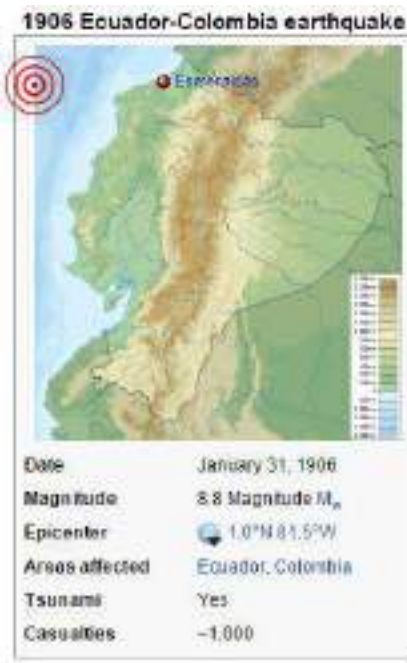 1906 Ecuador-Colombia earthquake
Esmeraldas
Date January 31, 1906
Magnitude 8.8 Magnitude Mw
Epicenter 1.0°N 81.5°W
Areas affected Ecuador, Colombia
Tsunami Yes
Casualties ~1,000